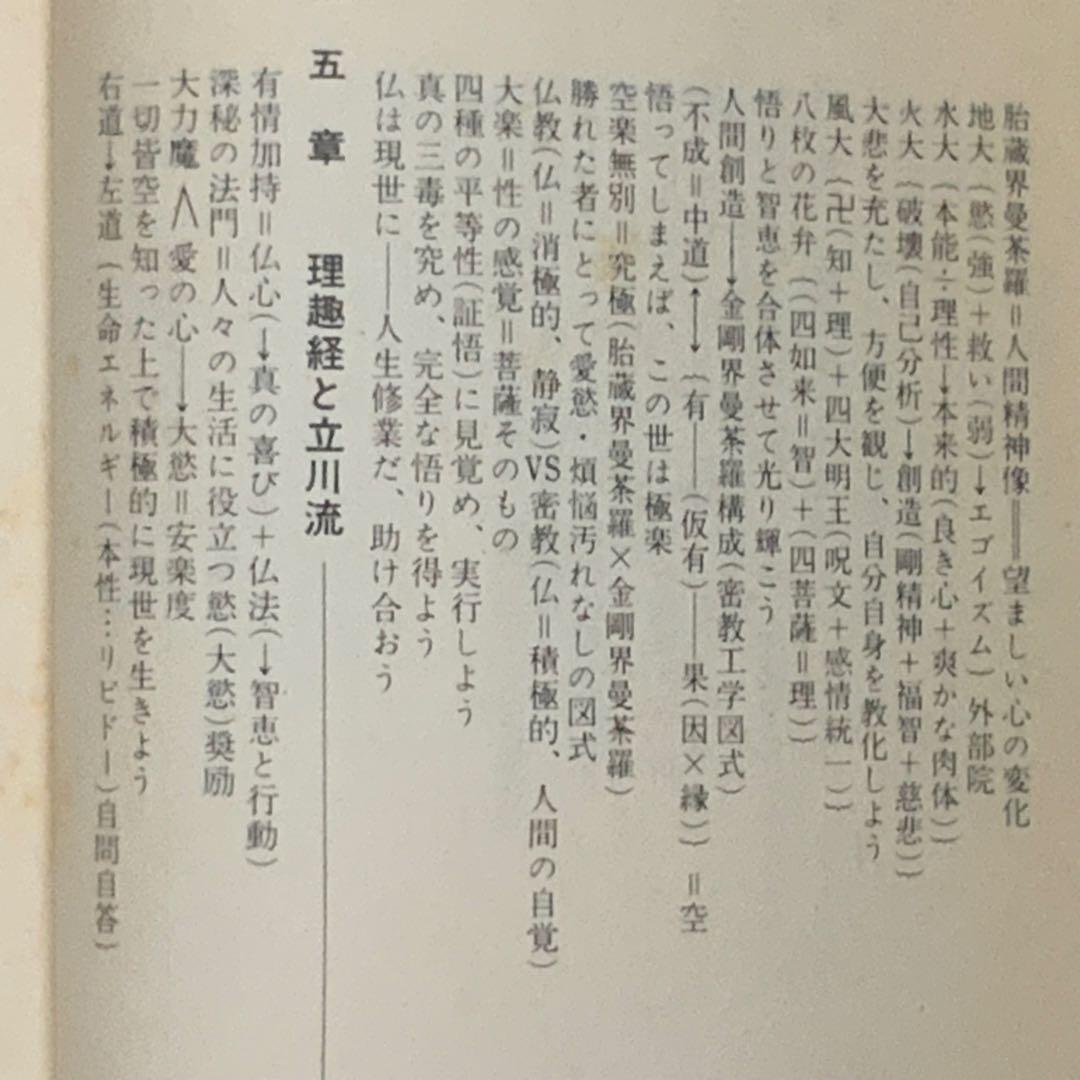 胎蔵界曼茶羅＝人間精神像══望ましい心の変化
地大｛慾(強)＋救い(弱)→エゴイズム｝外部院
水大｛本能÷理性→本来的(良き心＋爽かな肉体)｝
火大｛破壊(自己分析)→創造(剛精神＋福智＋慈悲)｝
大悲を充たし、方便を観じ、自分自身を教化しよう
風大｛卍(知＋理)＋四大明王(呪文＋感情統一)｝
八枚の花弁｛(四如来＝智)＋(四菩薩＝理)｝
悟りと智恵を合体させて光り輝こう
人間創造──→金剛界曼茶羅構成(密教工学図式)
(不成＝中道)←→｛有──(仮有)──果(因×縁)｝＝空
悟ってしまえば、この世は極楽
空楽無別＝究極(胎蔵界曼茶羅×金剛界曼茶羅)
勝れた者にとって愛慾・煩悩汚れなしの図式
仏教(仏＝消極的、静寂)VS密教(仏＝積極的、人間の自覚)
大楽＝性の感覚＝菩薩そのもの
四種の平等性(証悟)に見覚め、実行しよう
真の三毒を究め、完全な悟りを得よう
仏は現世に──人生修業だ、助け合おう
五章　理趣経と立川流
有情加持＝仏心(→真の喜び)＋仏法(→智恵と行動)
深秘の法門＝人々の生活に役立つ慾(大慾)奨励
大力魔＜愛の心──→大慾＝安楽度
一切皆空を知った上で積極的に現世を生きよう
右道→左道｛生命エネルギー(本性…リビドー)自問自答｝